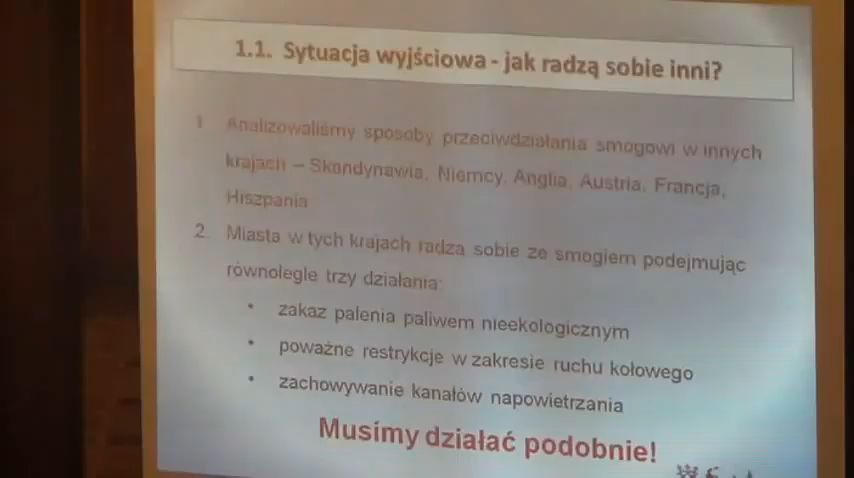 1.1. Sytuacja wyjściowa - jak radzą sobie inni?
1 Analizowaliśmy sposoby przeciwdziałania smogowi w innych
krajach – Skandynawia, Niemcy, Anglia, Austria, Francja,
Hiszpania
2. Miasta w tych krajach radzą sobie ze smogiem podejmując
równolegle trzy działania:
• zakaz palenia paliwem nieekologicznym
• poważne restrykcje w zakresie ruchu kołowego
• zachowywanie kanałów napowietrzania
Musimy działać podobnie!